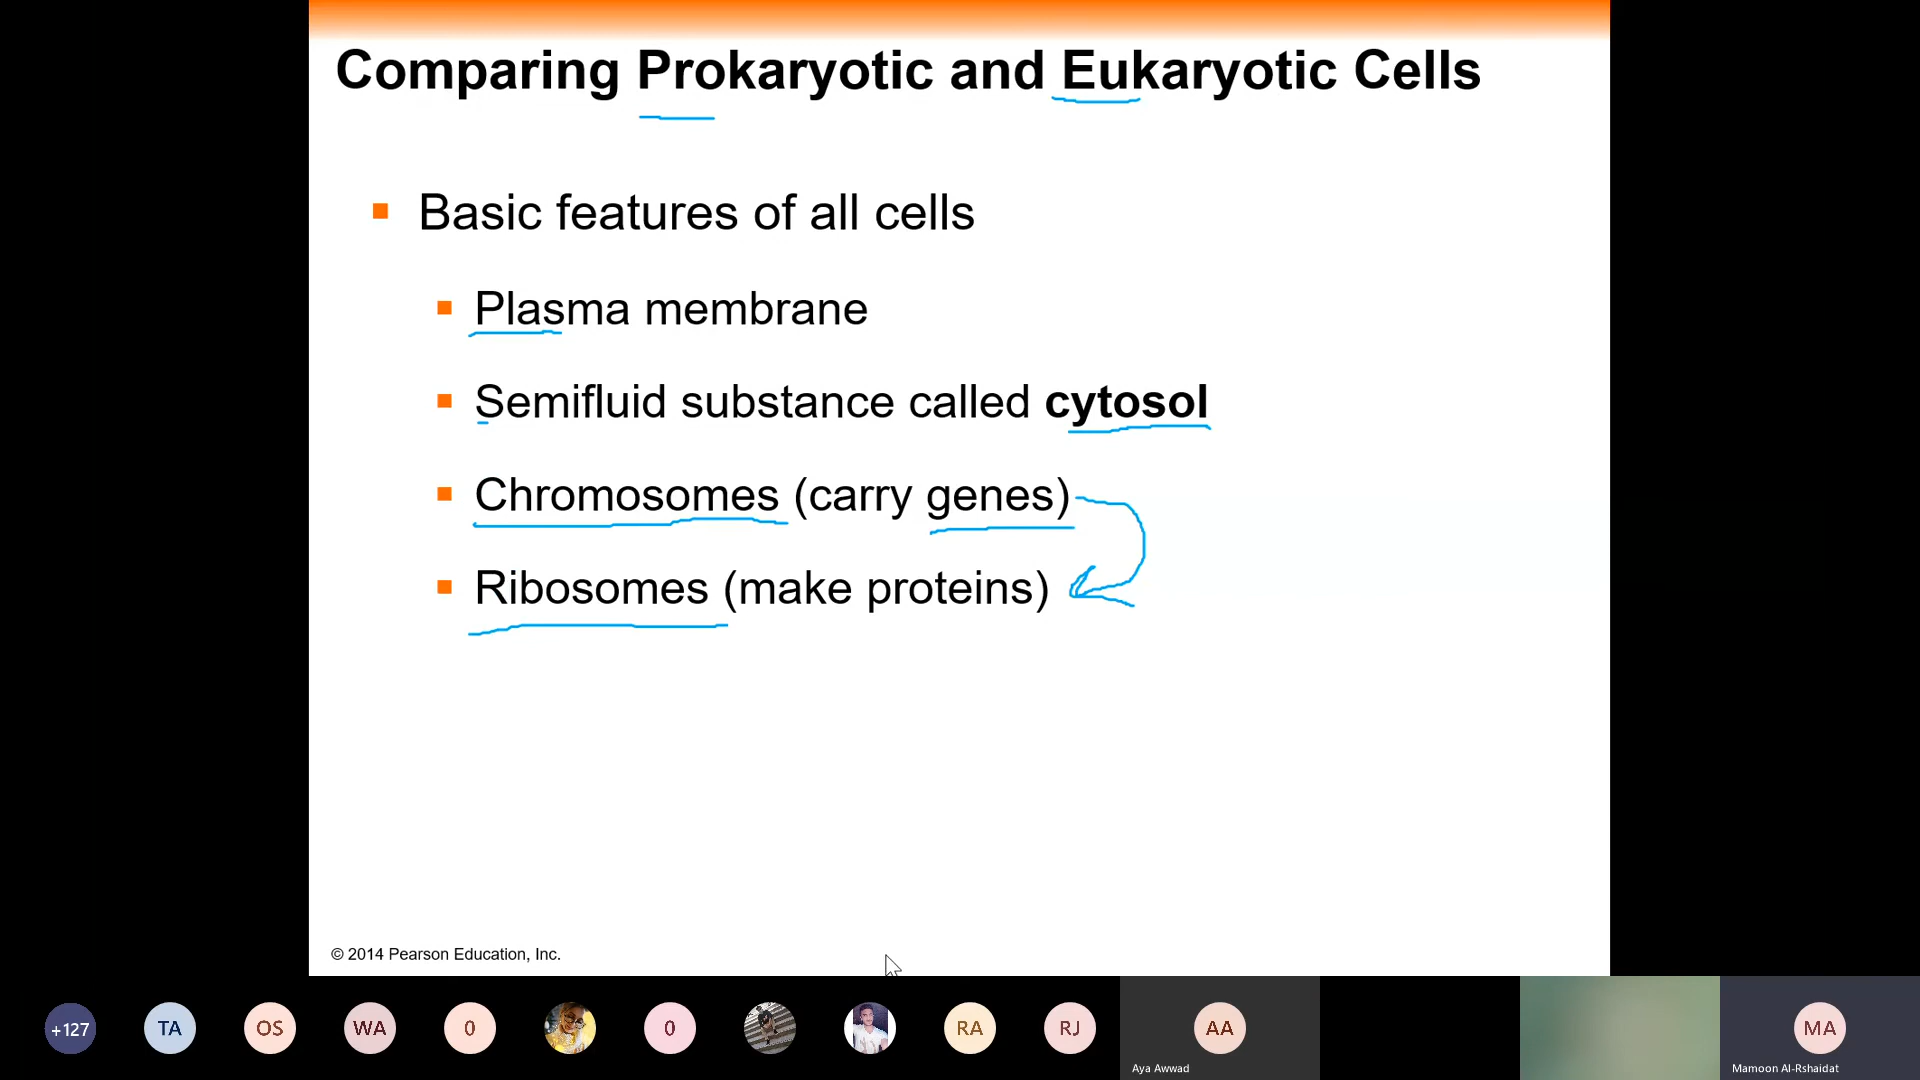 Comparing Prokaryotic and Eukaryotic Cells
Basic features of all cells
Plasma membrane
Semifluid substance called cytosol
Chromosomes (carry genes)
Ribosomes (make proteins)
© 2014 Pearson Education, Inc.
+127
TA
OS
WA
0
0
RA
RJ
AA
MA
Aya Awwad
Mamoon Al-Rshaidat